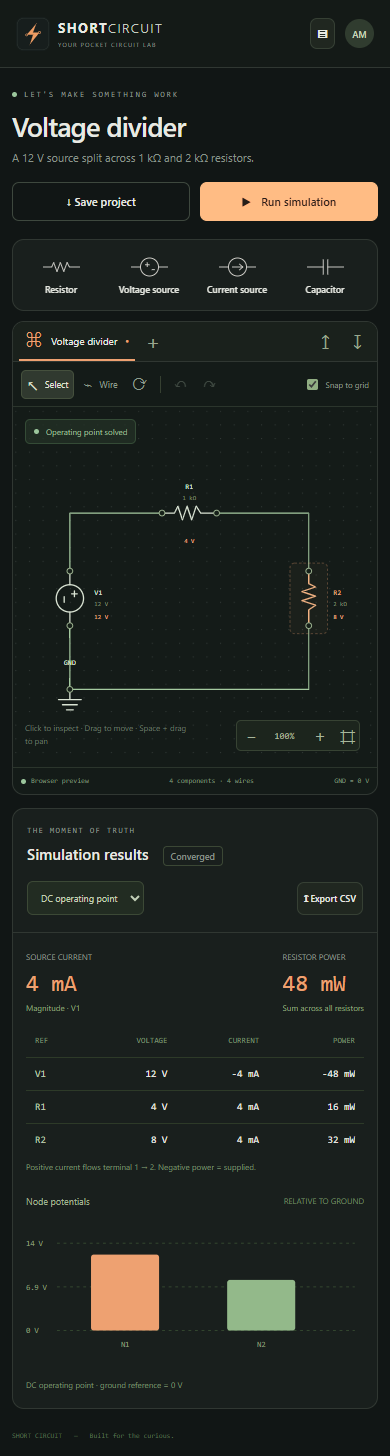 SHORTCIRCUIT
YOUR POCKET CIRCUIT LAB
AM
LET'S MAKE SOMETHING WORK
Voltage divider
A 12 V source split across 1 kΩ and 2 kΩ resistors.
↓ Save project
▶ Run simulation
Resistor
Voltage source
Current source
Capacitor
⌘ Voltage divider • +
↥ ↧
↖ Select
Wire
Snap to grid
Operating point solved
R1
1 kΩ
4 V
V1
12 V
12 V
R2
2 kΩ
8 V
GND
Click to inspect · Drag to move · Space + drag
to pan
− 100% +
Browser preview
4 components · 4 wires
GND = 0 V
THE MOMENT OF TRUTH
Simulation results
Converged
DC operating point
↥ Export CSV
SOURCE CURRENT
4 mA
Magnitude · V1
RESISTOR POWER
48 mW
Sum across all resistors
REF VOLTAGE CURRENT POWER
V1 12 V -4 mA -48 mW
R1 4 V 4 mA 16 mW
R2 8 V 4 mA 32 mW
Positive current flows terminal 1 → 2. Negative power = supplied.
Node potentials
RELATIVE TO GROUND
14 V
6.9 V
0 V
N1
N2
DC operating point · ground reference = 0 V
SHORT CIRCUIT — Built for the curious.